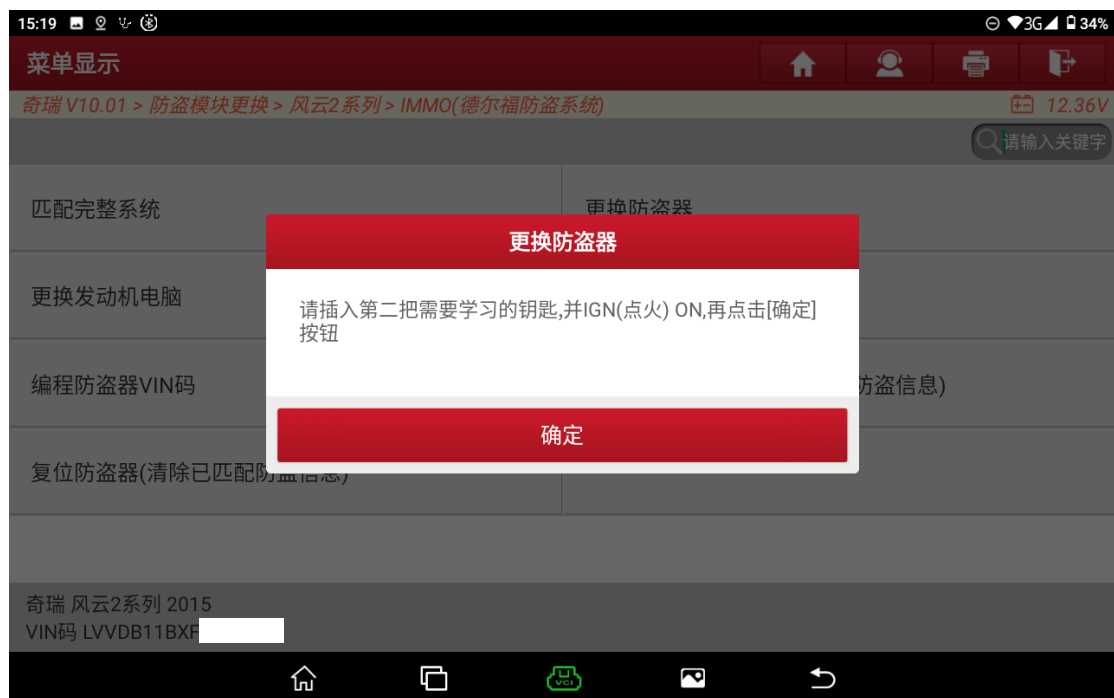 15:19 3G 34%
菜单显示
奇瑞 V10.01 > 防盗模块更换 > 风云2系列 > IMMO(德尔福防盗系统) 12.36V
请输入关键字
匹配完整系统 更换防盗器
更换防盗器
更换发动机电脑
请插入第二把需要学习的钥匙,并IGN(点火) ON,再点击[确定]
按钮
编程防盗器VIN码 防盗信息)
确定
复位防盗器(清除已匹配防盗信息)
奇瑞 风云2系列 2015
VIN码 LVVDB11BXF
VCI